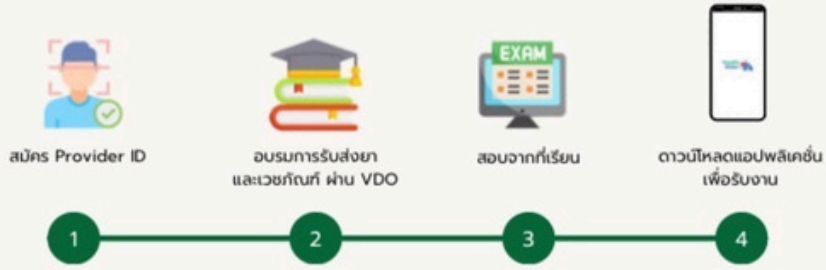 EXAM
สมัคร Provider ID
อบรมการรับส่งยา
และเวชภัณฑ์ ผ่าน VDO
สอบจากที่เรียน
ดาวน์โหลดแอปพลิเคชั่น
เพื่อรับงาน
1
2
3
4